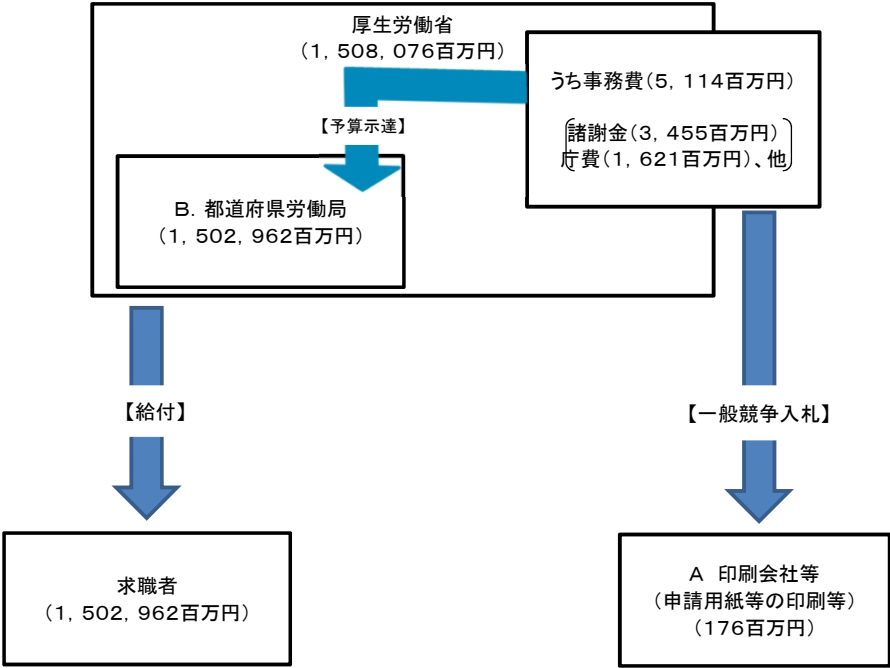 厚生労働省
（１，５０８，０７６百万円）
うち事務費（５，１１４百万円）
諸謝金（３，４５５百万円）
庁費（１，６２１百万円）、他
【予算示達】
Ｂ．都道府県労働局
（１，５０２，９６２百万円）
【給付】
【一般競争入札】
求職者
（１，５０２，９６２百万円）
Ａ　印刷会社等
（申請用紙等の印刷等）
（１７６百万円）